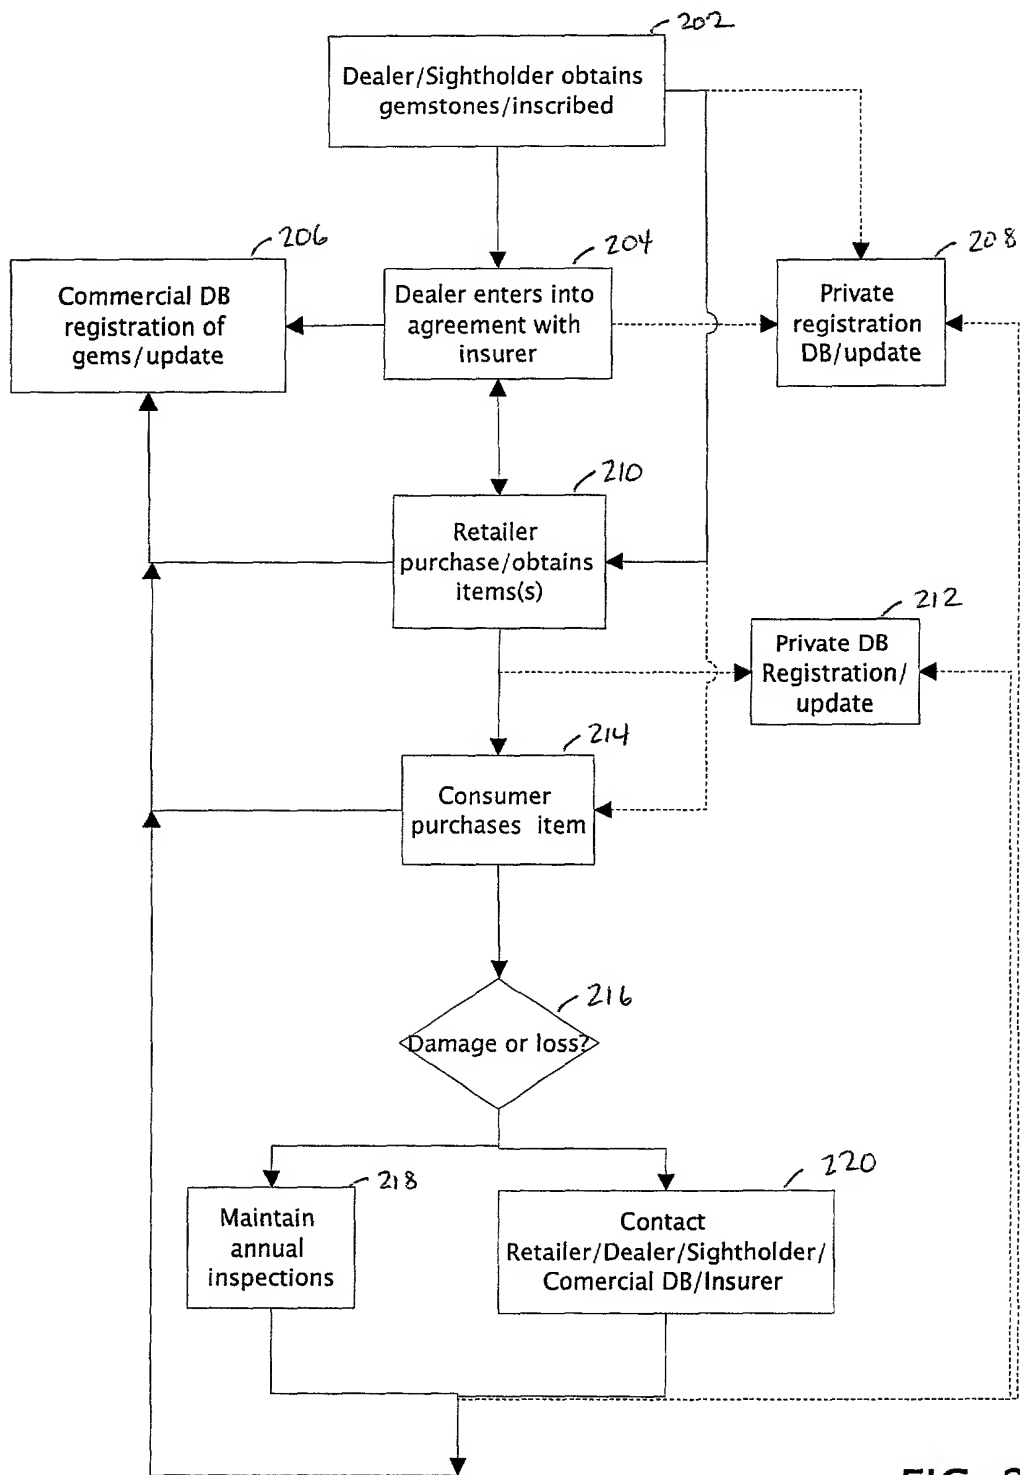 202
Dealer/Sightholder obtains
gemstones/inscribed
206
Commercial DB
registration of
gems/update
204
Dealer enters into
agreement with
insurer
208
Private
registration
DB/update
210
Retailer
purchase/obtains
items(s)
212
Private DB
Registration/
update
214
Consumer
purchases item
216
Damage or loss?
218
Maintain
annual
inspections
220
Contact
Retailer/Dealer/Sightholder/
Comercial DB/Insurer